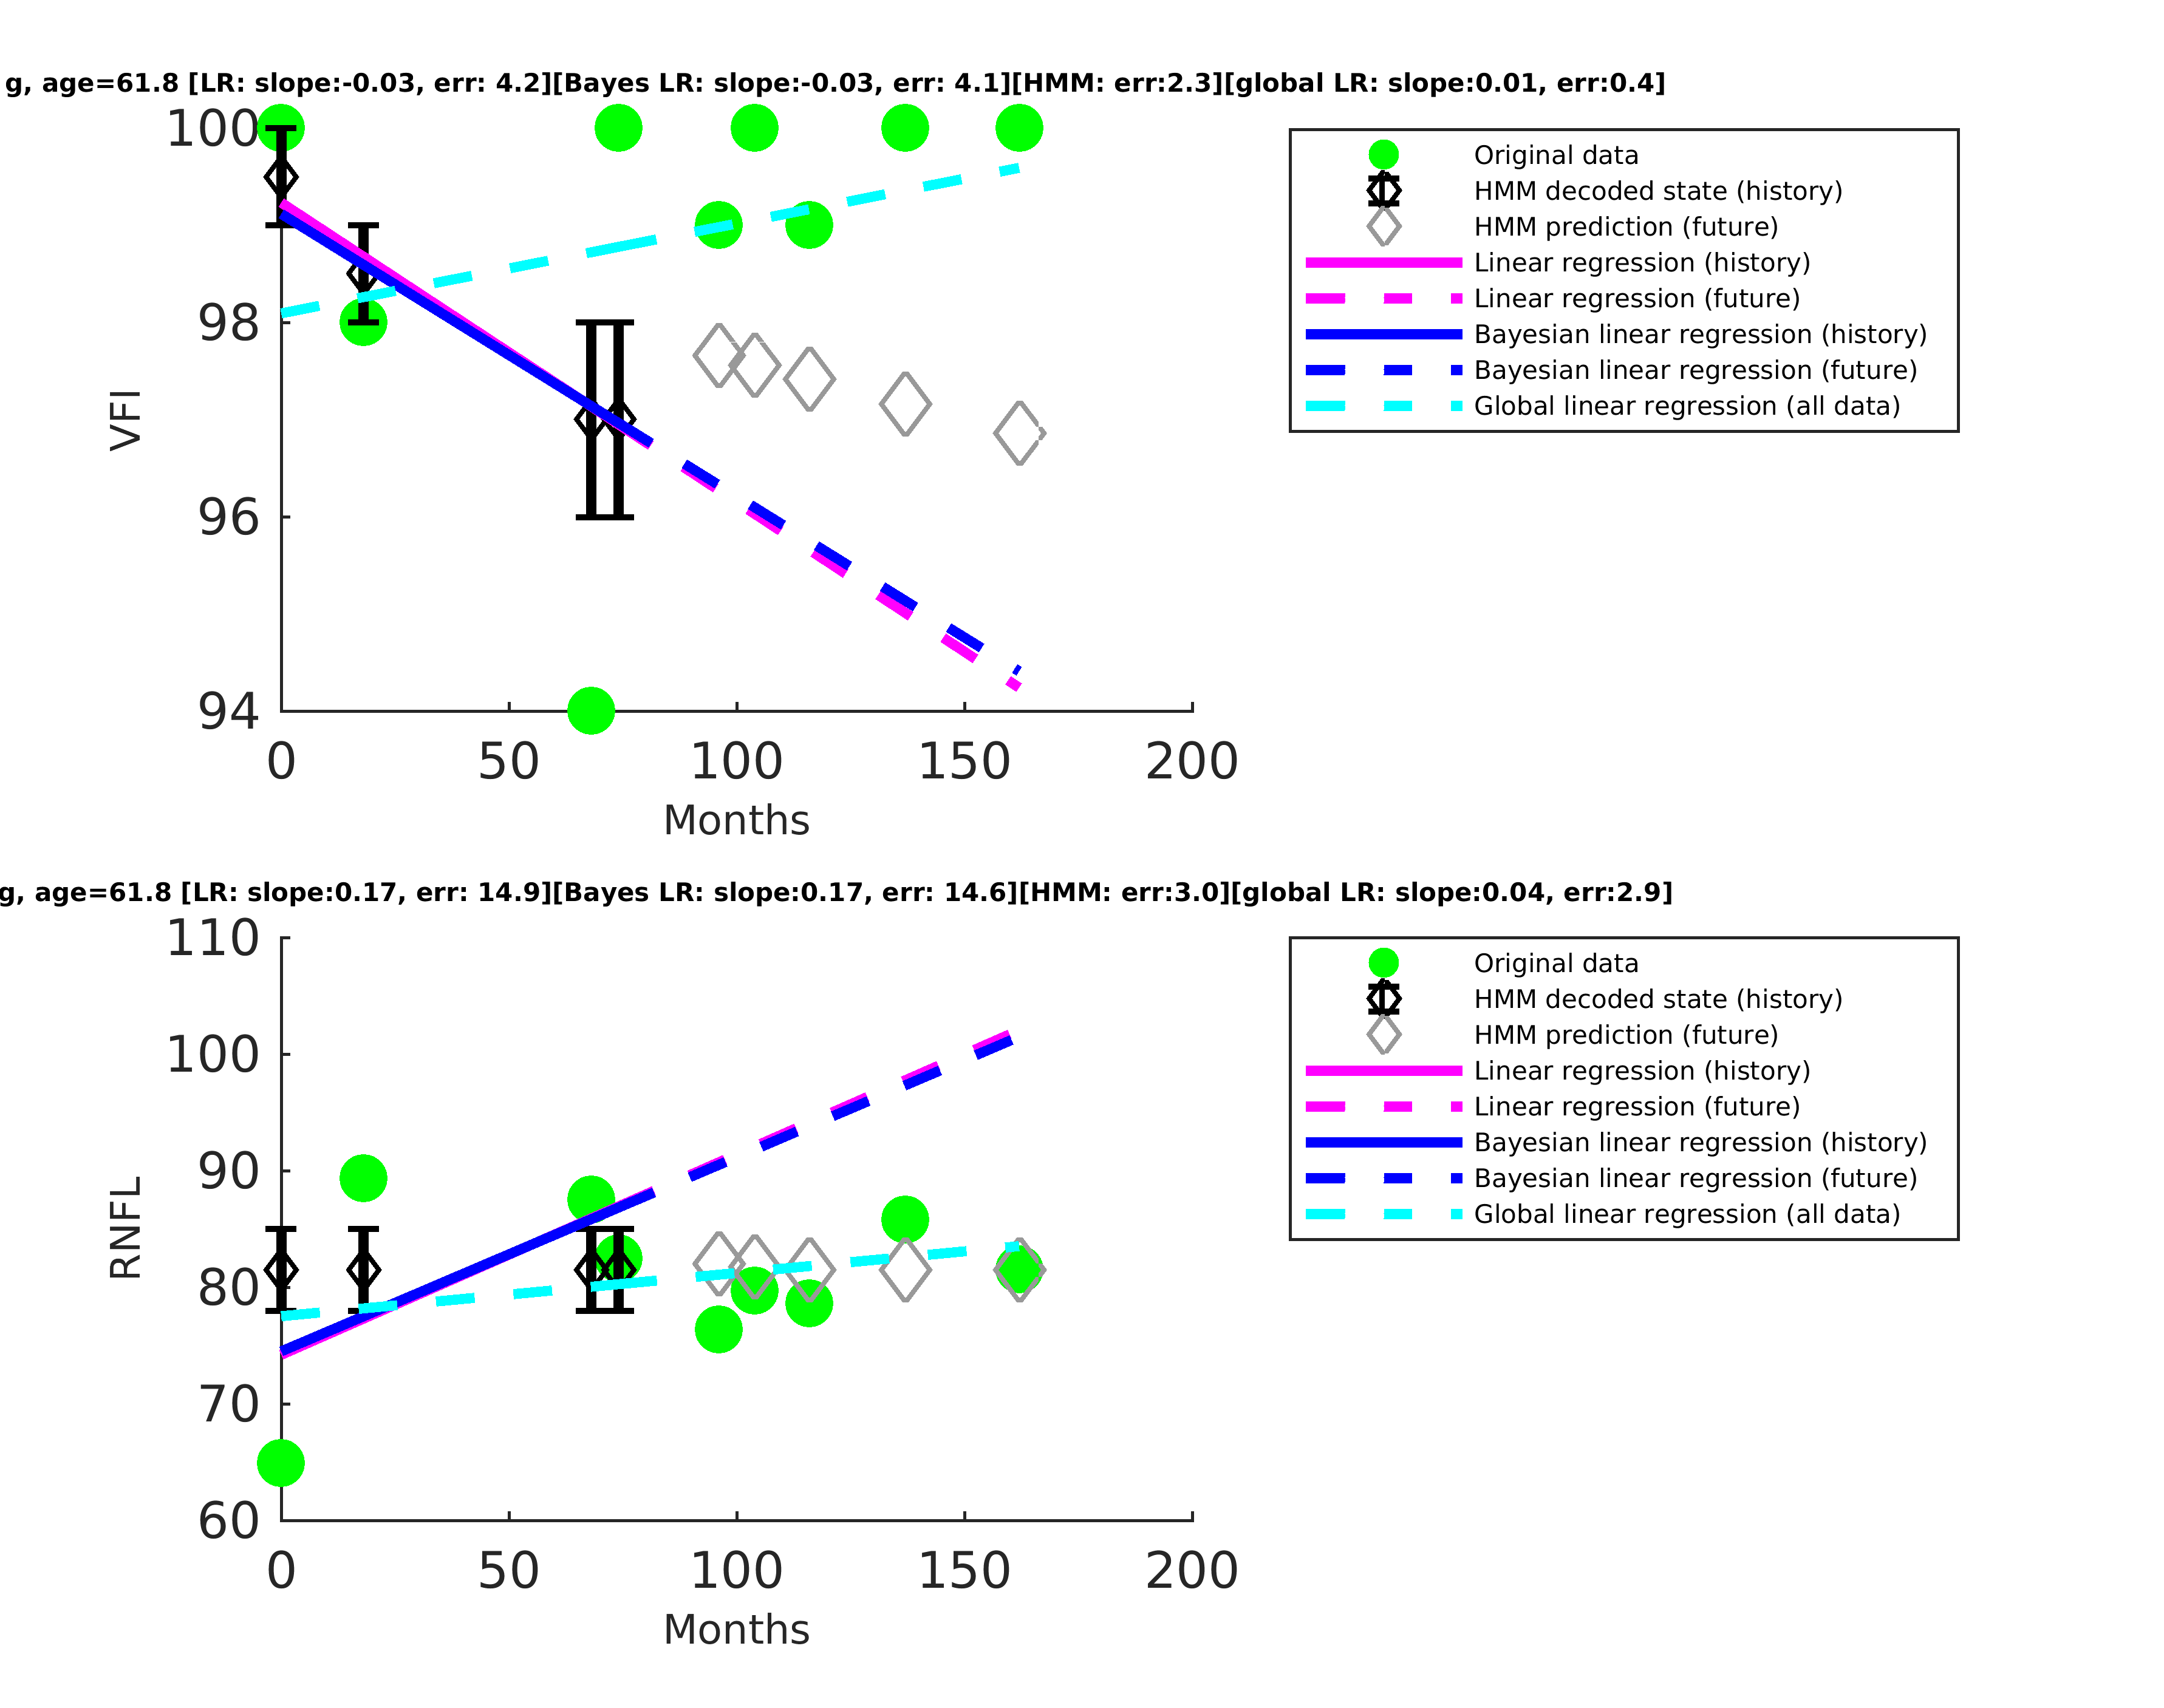 g, age=61.8 [LR: slope:-0.03, err: 4.2][Bayes LR: slope:-0.03, err: 4.1][HMM: err:2.3][global LR: slope:0.01, err:0.4]
100
98
96
94
VFI
0 50 100 150 200
Months
Original data
HMM decoded state (history)
HMM prediction (future)
Linear regression (history)
Linear regression (future)
Bayesian linear regression (history)
Bayesian linear regression (future)
Global linear regression (all data)
g, age=61.8 [LR: slope:0.17, err: 14.9][Bayes LR: slope:0.17, err: 14.6][HMM: err:3.0][global LR: slope:0.04, err:2.9]
110
100
90
80
70
60
RNFL
0 50 100 150 200
Months
Original data
HMM decoded state (history)
HMM prediction (future)
Linear regression (history)
Linear regression (future)
Bayesian linear regression (history)
Bayesian linear regression (future)
Global linear regression (all data)